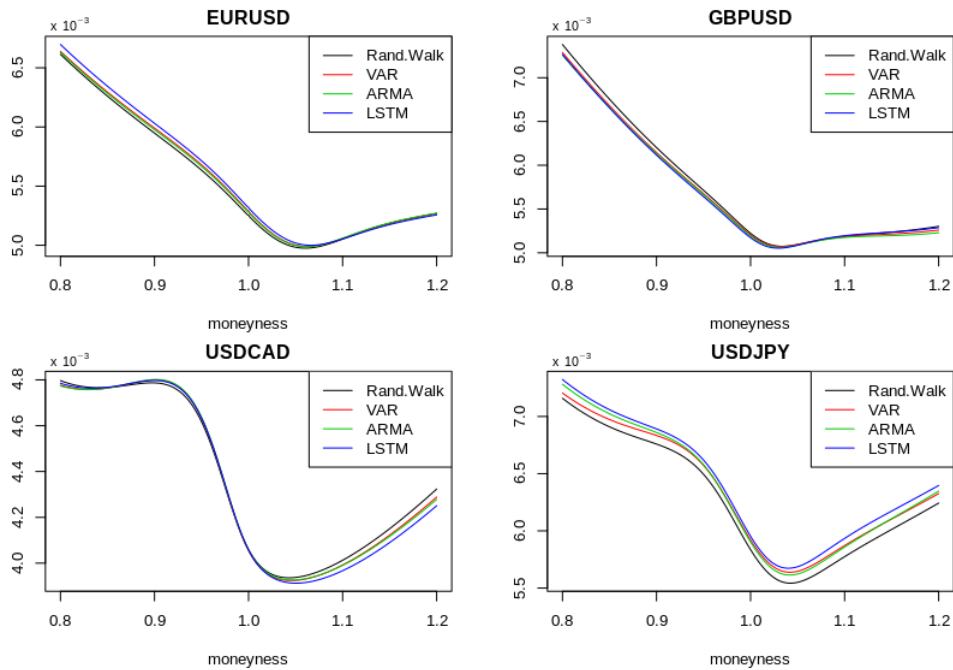 EURUSD
x 10⁻³
Rand.Walk
VAR
ARMA
LSTM
6.5
6.0
5.5
5.0
0.8 0.9 1.0 1.1 1.2
moneyness
GBPUSD
x 10⁻³
Rand.Walk
VAR
ARMA
LSTM
7.0
6.5
6.0
5.5
5.0
0.8 0.9 1.0 1.1 1.2
moneyness
USDCAD
x 10⁻³
Rand.Walk
VAR
ARMA
LSTM
4.8
4.6
4.4
4.2
4.0
0.8 0.9 1.0 1.1 1.2
moneyness
USDJPY
x 10⁻³
Rand.Walk
VAR
ARMA
LSTM
7.0
6.5
6.0
5.5
0.8 0.9 1.0 1.1 1.2
moneyness